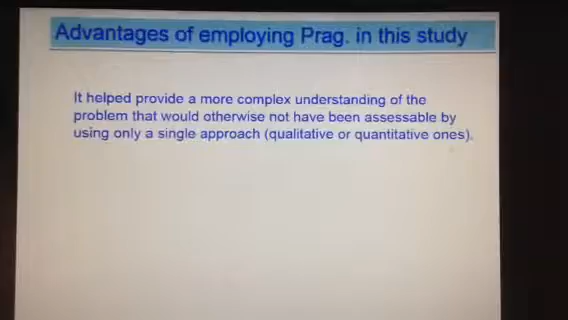 Advantages of employing Prag. in this study
It helped provide a more complex understanding of the
problem that would otherwise not have been assessable by
using only a single approach (qualitative or quantitative ones).